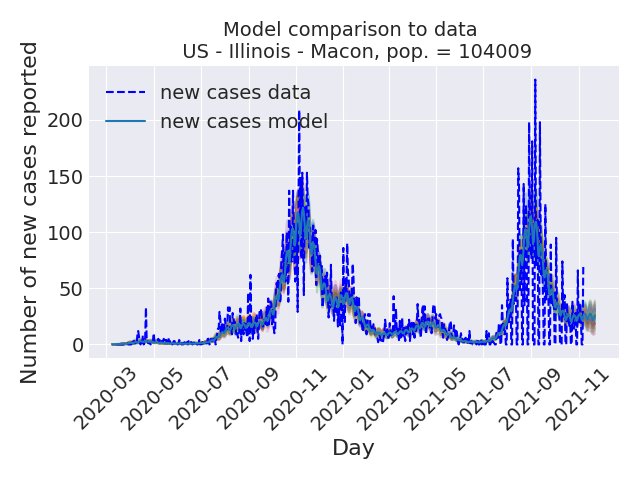 Model comparison to data
US - Illinois - Macon, pop. = 104009
Number of new cases reported
200
150
100
50
0
new cases data
new cases model
2020-03
2020-05
2020-07
2020-09
2020-11
2021-01
2021-03
2021-05
2021-07
2021-09
2021-11
Day